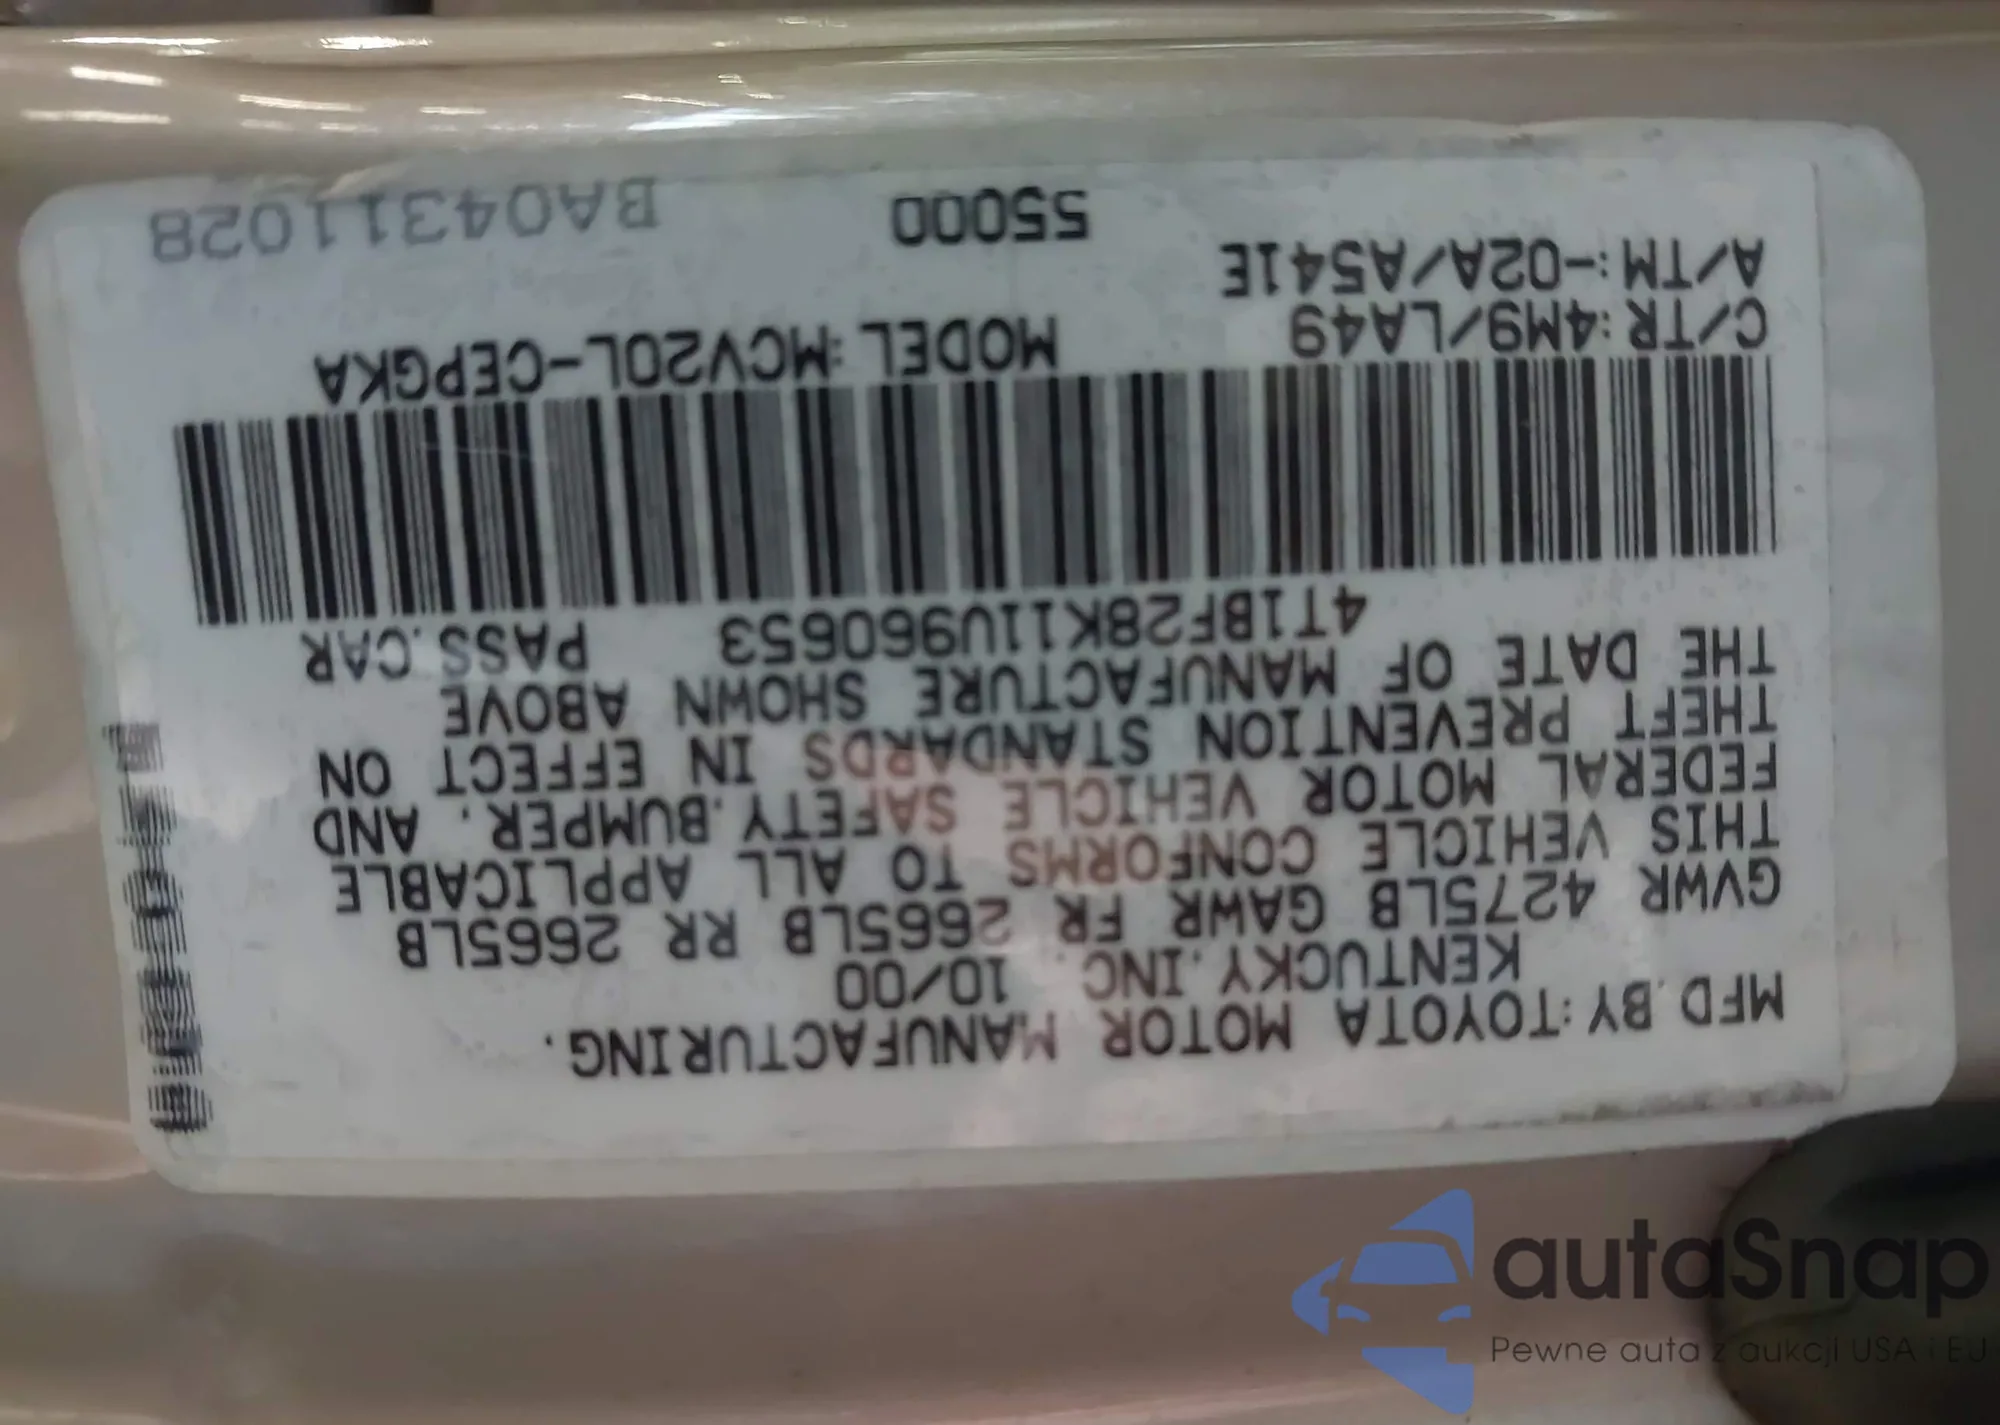 MFD.BY:TOYOTA MOTOR MANUFACTURING.
KENTUCKY.INC. 10/00
GVWR 4275LB GAWR FR 2665LB RR 2665LB
THIS VEHICLE CONFORMS TO ALL APPLICABLE
FEDERAL MOTOR VEHICLE SAFETY.BUMPER. AND
THEFT PREVENTION STANDARDS IN EFFECT ON
THE DATE OF MANUFACTURE SHOWN ABOVE
4T1BF28K11U960653 PASS.CAR
C/TR:4M9/LA49 MODEL:MCV20L-CEPGKA
A/TM:-02A/A541E
55000 BA04311028
autaSnap
Pewne auta z aukcji USA i EU